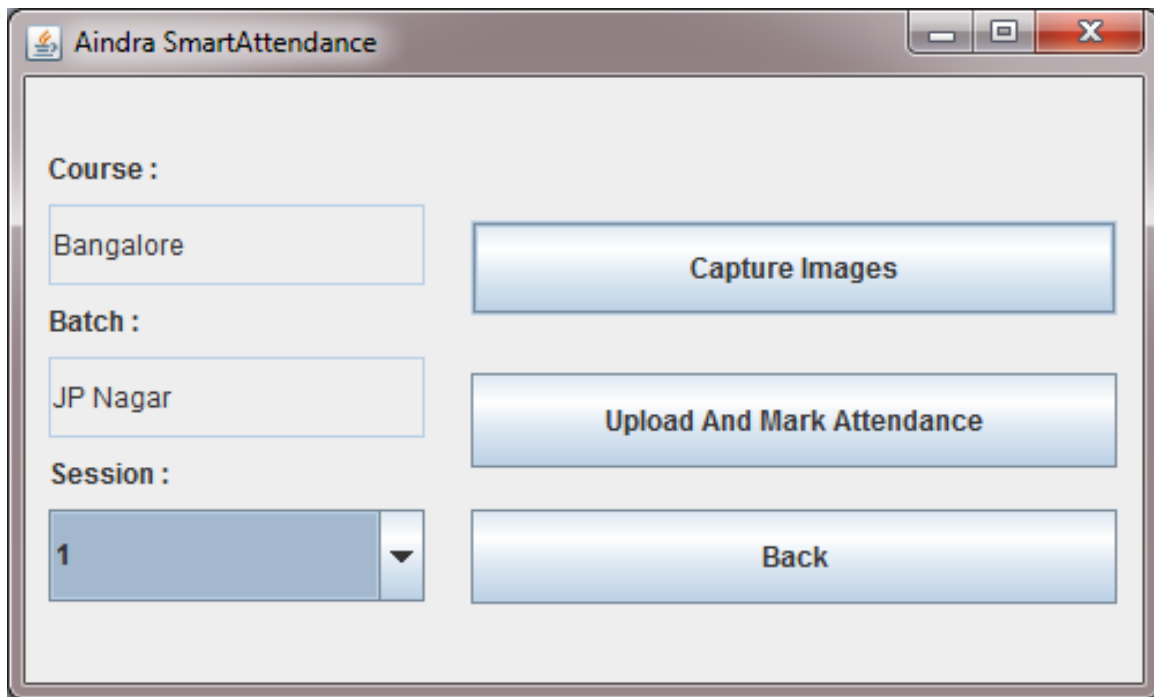 Aindra SmartAttendance
Course :
Bangalore
Batch :
JP Nagar
Session :
1
Capture Images
Upload And Mark Attendance
Back